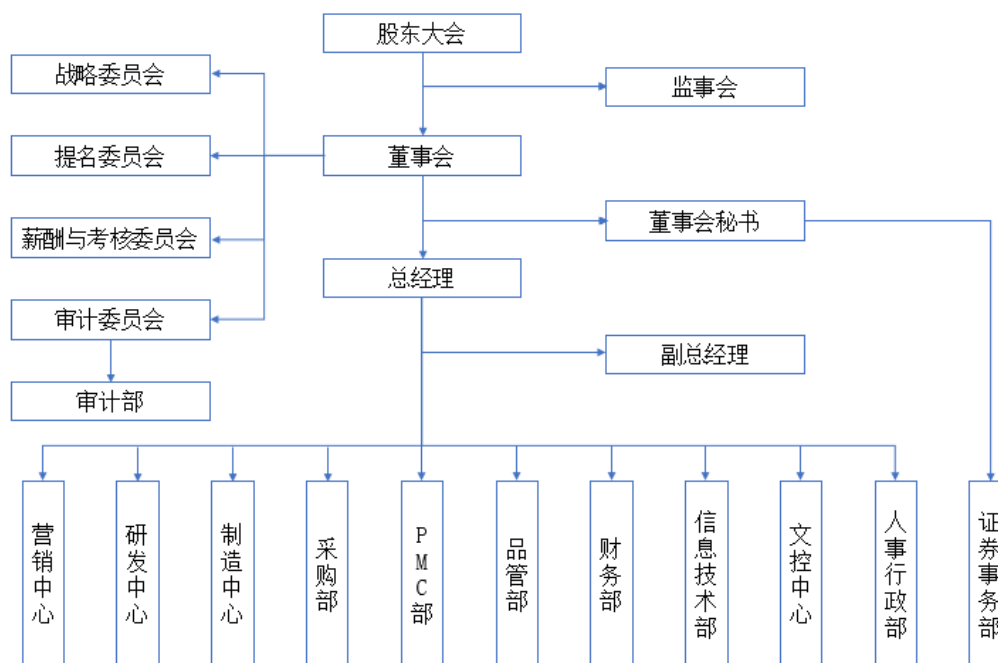 股东大会
战略委员会
监事会
提名委员会
董事会
薪酬与考核委员会
董事会秘书
总经理
审计委员会
副总经理
审计部
营销中心
研发中心
制造中心
采购部
PMC部
品管部
财务部
信息技术部
文控中心
人事行政部
证券事务部